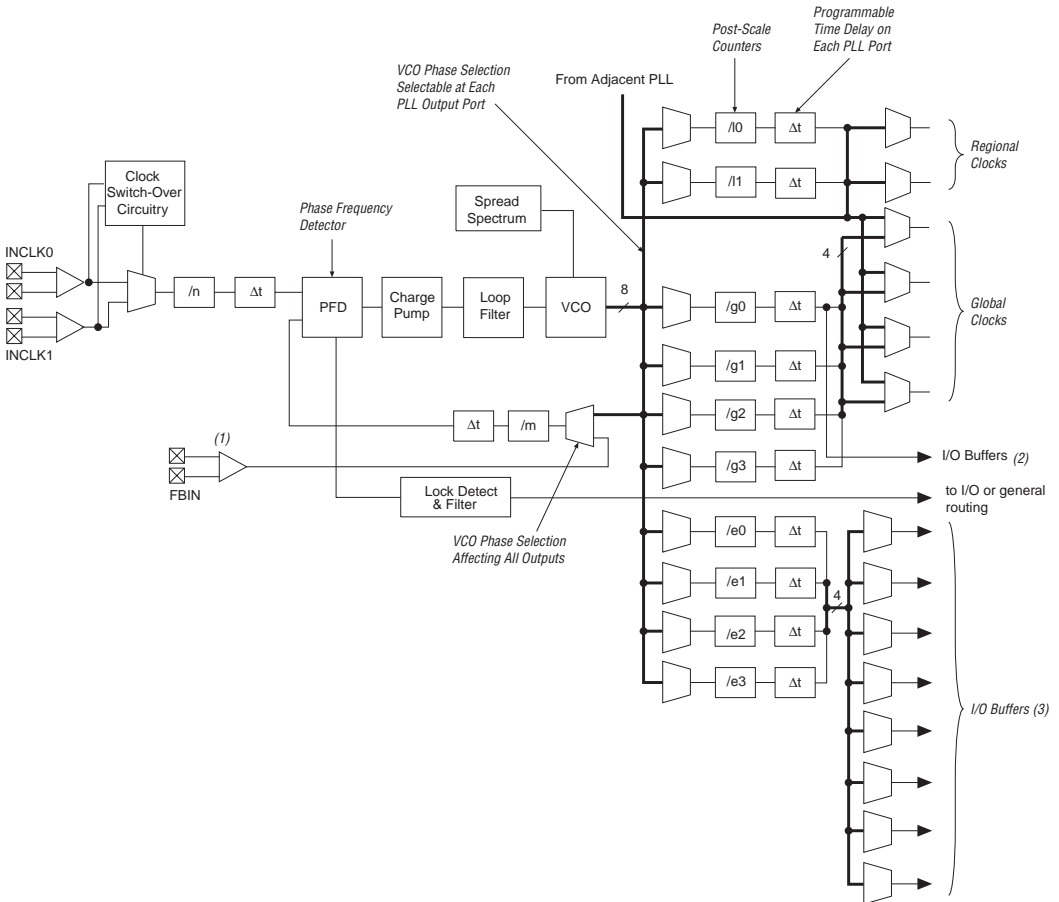 Programmable
Time Delay on
Each PLL Port
Post-Scale
Counters
VCO Phase Selection
Selectable at Each
PLL Output Port
From Adjacent PLL
/l0
Δt
/l1
Δt
Regional
Clocks
Clock
Switch-Over
Circuitry
Phase Frequency
Detector
Spread
Spectrum
INCLK0
INCLK1
/n
Δt
PFD
Charge
Pump
Loop
Filter
VCO
8
4
Global
Clocks
/g0
Δt
/g1
Δt
/g2
Δt
/g3
Δt
Δt
/m
(1)
FBIN
I/O Buffers (2)
Lock Detect
& Filter
to I/O or general
routing
VCO Phase Selection
Affecting All Outputs
/e0
Δt
/e1
Δt
4
/e2
Δt
/e3
Δt
I/O Buffers (3)